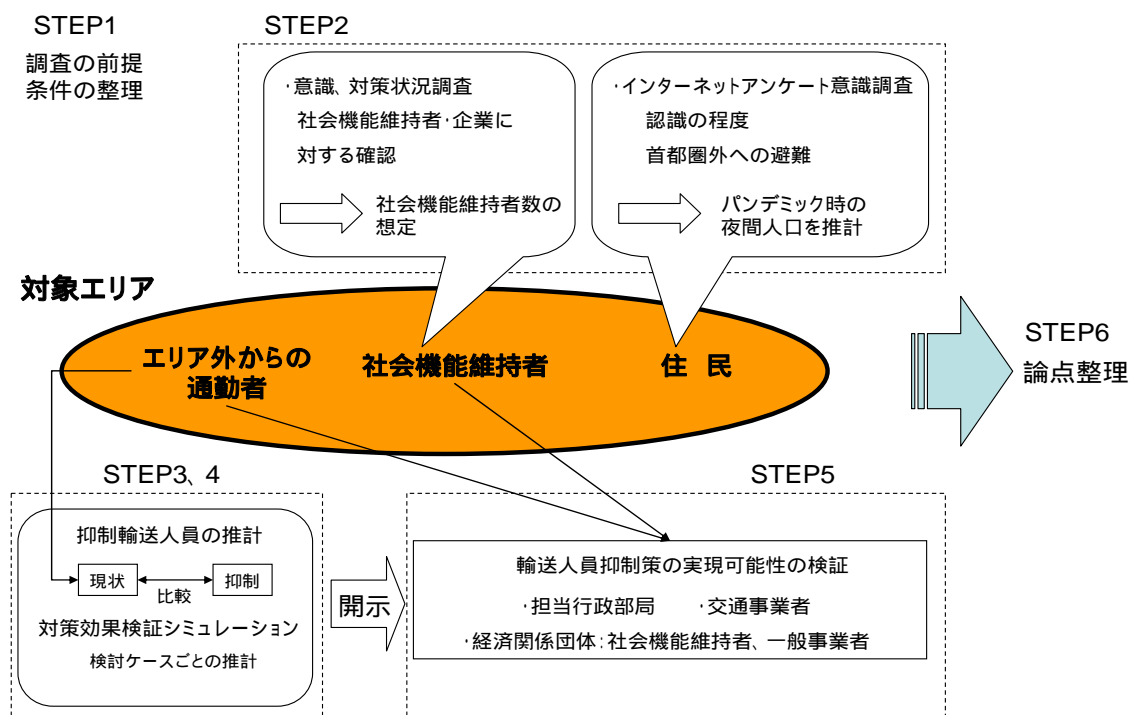 STEP1
調査の前提
条件の整理
STEP2
・意識、対策状況調査
社会機能維持者・企業に
対する確認
社会機能維持者数の
想定
・インターネットアンケート意識調査
認識の程度
首都圏外への避難
パンデミック時の
夜間人口を推計
対象エリア
エリア外からの
通勤者
社会機能維持者
住 民
STEP6
論点整理
STEP3、4
抑制輸送人員の推計
現状
比較
抑制
対策効果検証シミュレーション
検討ケースごとの推計
開示
STEP5
輸送人員抑制策の実現可能性の検証
・担当行政部局 ・交通事業者
・経済関係団体:社会機能維持者、一般事業者